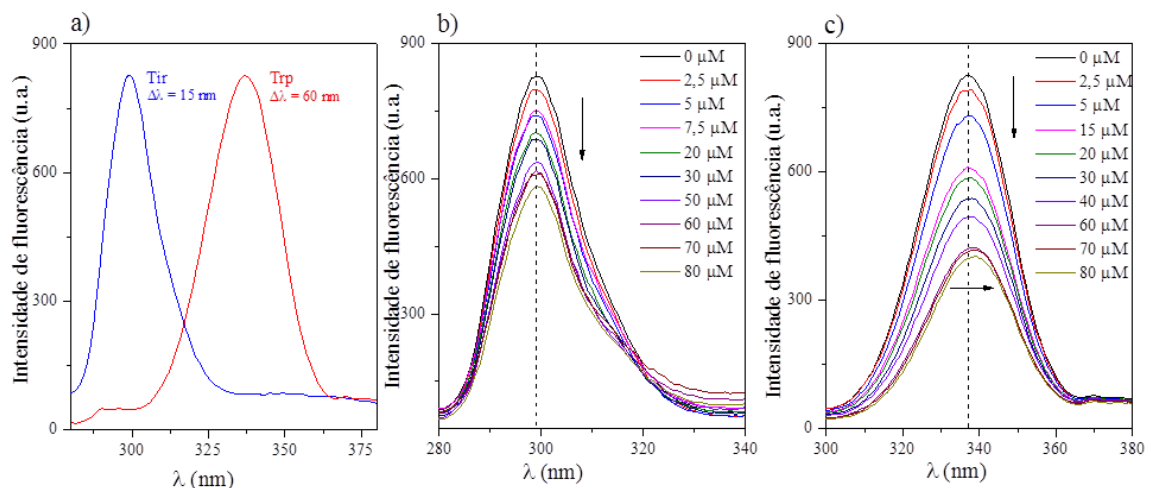 a)
Intensidade de fluorescência (u.a.)
900
600
300
0
Tir
Δλ = 15 nm
Trp
Δλ = 60 nm
300
325
350
375
λ (nm)
b)
Intensidade de fluorescência (u.a.)
900
600
300
0 µM
2,5 µM
5 µM
7,5 µM
20 µM
30 µM
50 µM
60 µM
70 µM
80 µM
280
300
320
340
λ (nm)
c)
Intensidade de fluorescência (u.a.)
900
600
300
0
0 µM
2,5 µM
5 µM
15 µM
20 µM
30 µM
40 µM
60 µM
70 µM
80 µM
300
320
340
360
380
λ (nm)